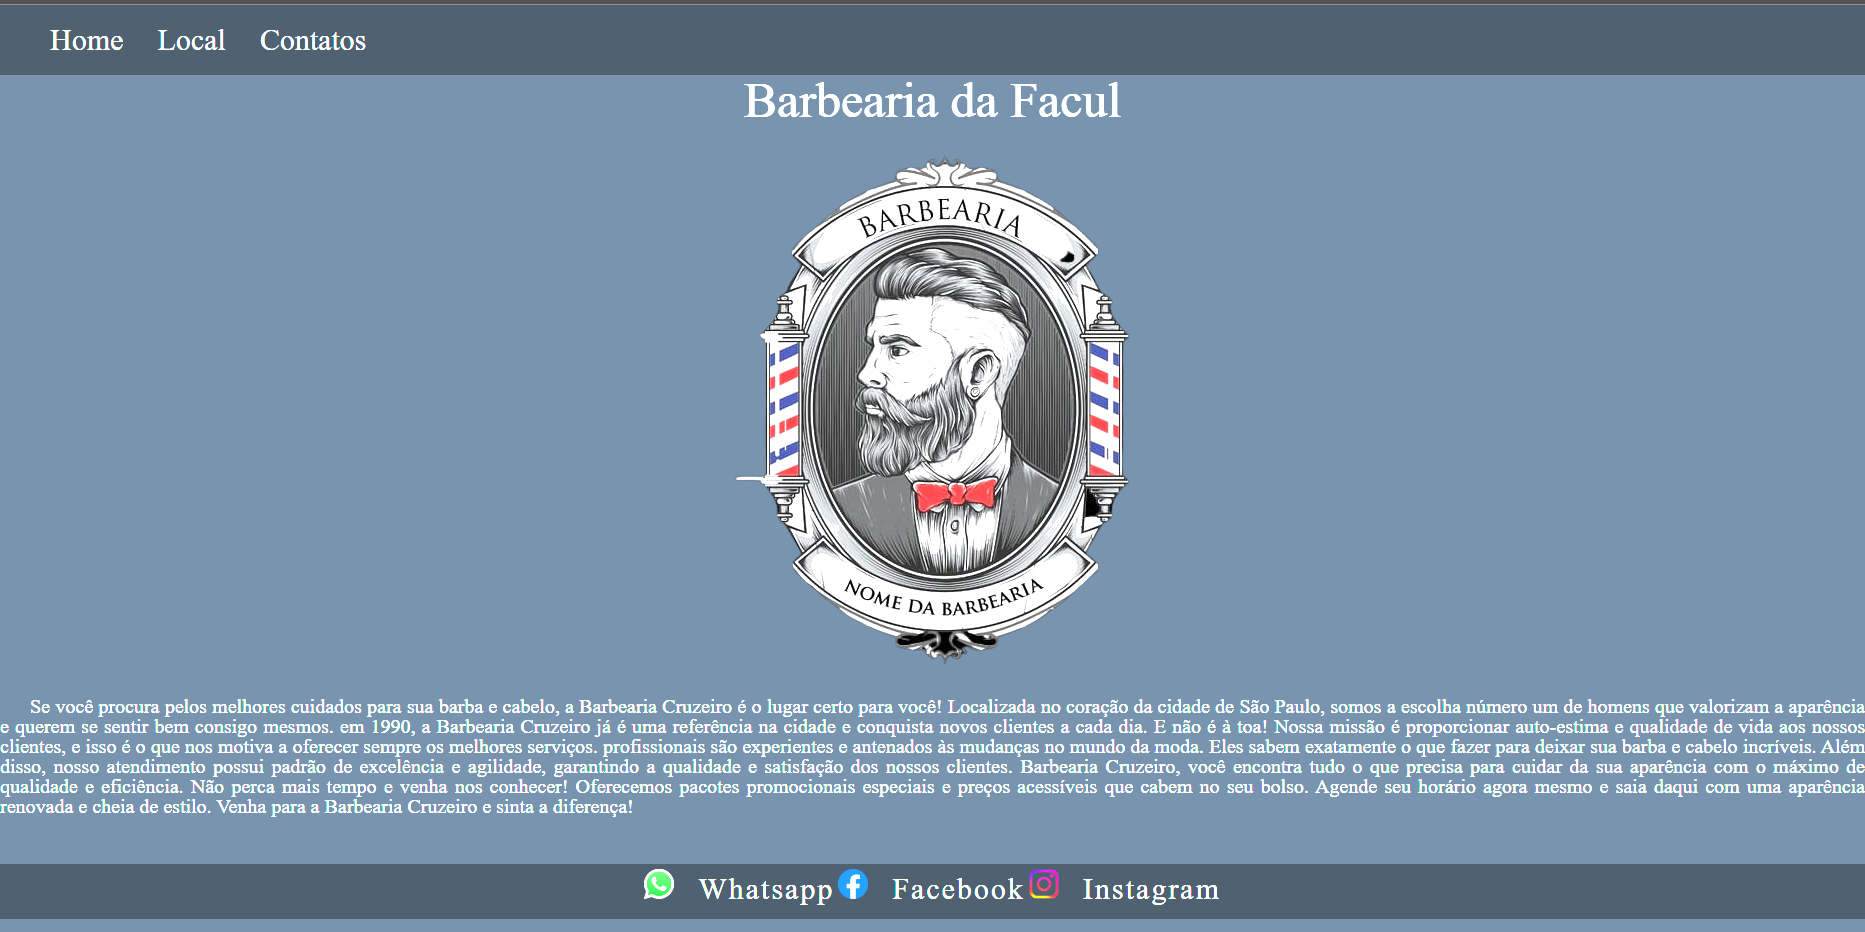 Home Local Contatos
Barbearia da Facul
BARBEARIA
NOME DA BARBEARIA
Se você procura pelos melhores cuidados para sua barba e cabelo, a Barbearia Cruzeiro é o lugar certo para você! Localizada no coração da cidade de São Paulo, somos a escolha número um de homens que valorizam a aparência
e querem se sentir bem consigo mesmos. em 1990, a Barbearia Cruzeiro já é uma referência na cidade e conquista novos clientes a cada dia. E não é à toa! Nossa missão é proporcionar auto-estima e qualidade de vida aos nossos
clientes, e isso é o que nos motiva a oferecer sempre os melhores serviços. profissionais são experientes e antenados às mudanças no mundo da moda. Eles sabem exatamente o que fazer para deixar sua barba e cabelo incríveis. Além
disso, nosso atendimento possui padrão de excelência e agilidade, garantindo a qualidade e satisfação dos nossos clientes. Barbearia Cruzeiro, você encontra tudo o que precisa para cuidar da sua aparência com o máximo de
qualidade e eficiência. Não perca mais tempo e venha nos conhecer! Oferecemos pacotes promocionais especiais e preços acessíveis que cabem no seu bolso. Agende seu horário agora mesmo e saia daqui com uma aparência
renovada e cheia de estilo. Venha para a Barbearia Cruzeiro e sinta a diferença!
Whatsapp Facebook Instagram